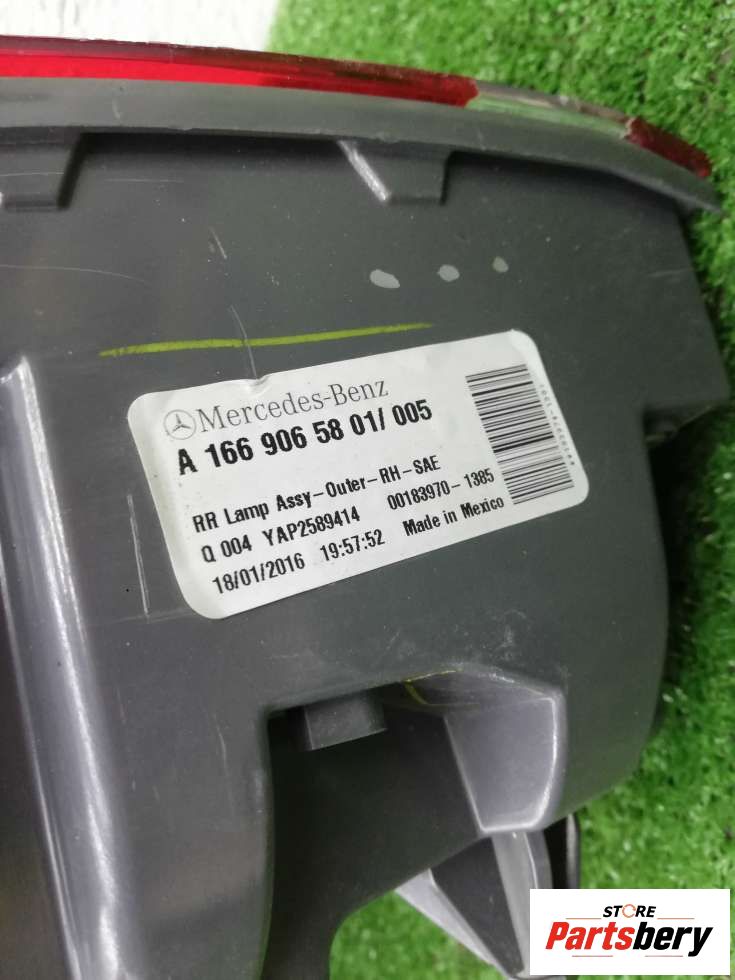 Mercedes-Benz
A 166 906 58 01/ 005
RR Lamp Assy-Outer-RH-SAE
Q 004 YAP2589414 00183970-1385
18/01/2016 19:57:52 Made in Mexico
STORE
Partsbery